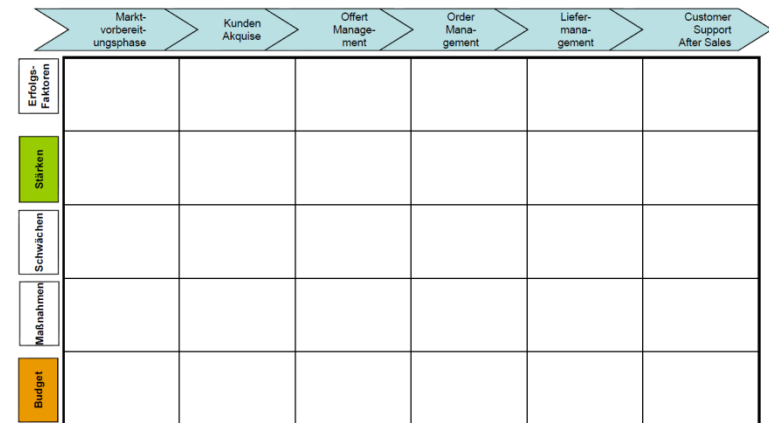 Markt-
vorbereit-
ungsphase
Kunden
Akquise
Offert
Manage-
ment
Order
Mana-
gement
Liefer-
mana-
gement
Customer
Support
After Sales
Erfolgs-
Faktoren
Stärken
Schwächen
Maßnahmen
Budget